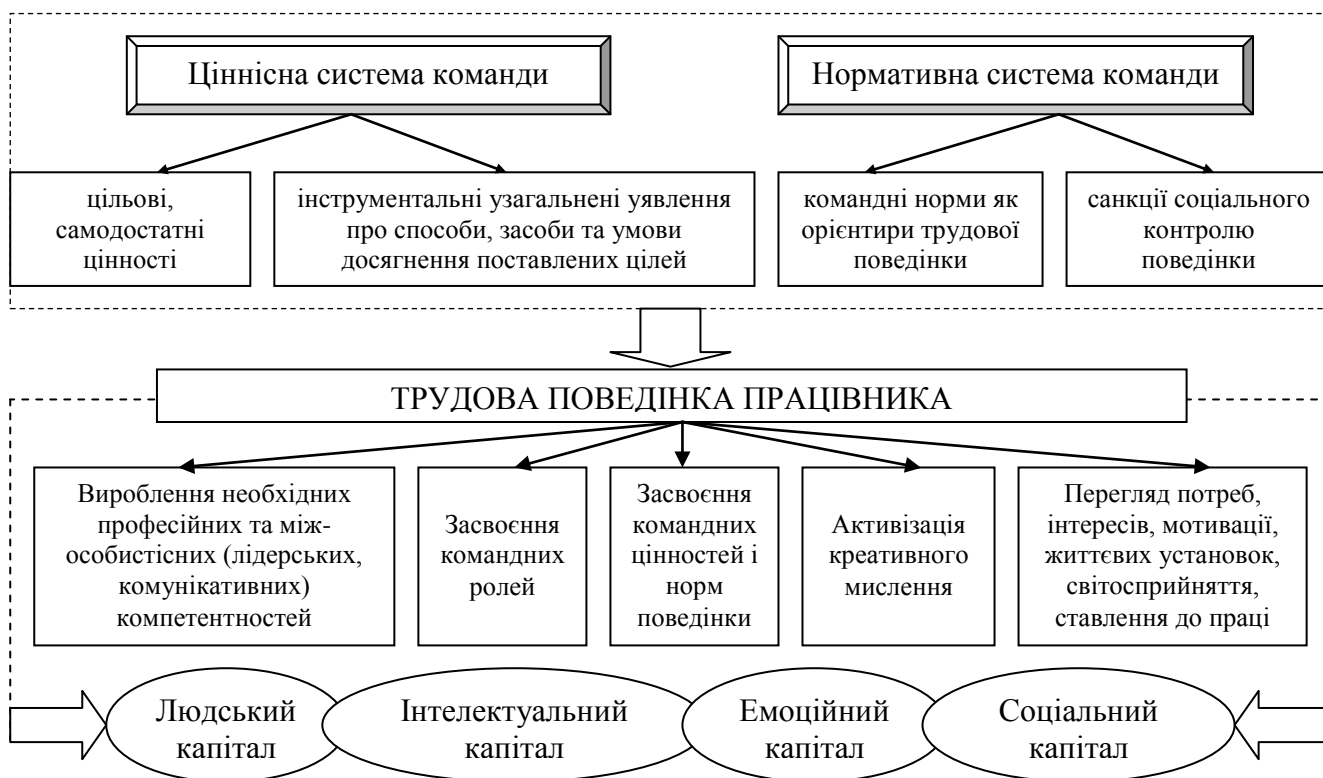 Ціннісна система команди
Нормативна система команди
цільові,
самодостатні
цінності
інструментальні узагальнені уявлення
про способи, засоби та умови
досягнення поставлених цілей
командні норми як
орієнтири трудової
поведінки
санкції соціального
контролю
поведінки
ТРУДОВА ПОВЕДІНКА ПРАЦІВНИКА
Вироблення необхідних
професійних та між-
особистісних (лідерських,
комунікативних)
компетентностей
Засвоєння
командних
ролей
Засвоєння
командних
цінностей і
норм
поведінки
Активізація
креативного
мислення
Перегляд потреб,
інтересів, мотивації,
життєвих установок,
світосприйняття,
ставлення до праці
Людський
капітал
Інтелектуальний
капітал
Емоційний
капітал
Соціальний
капітал